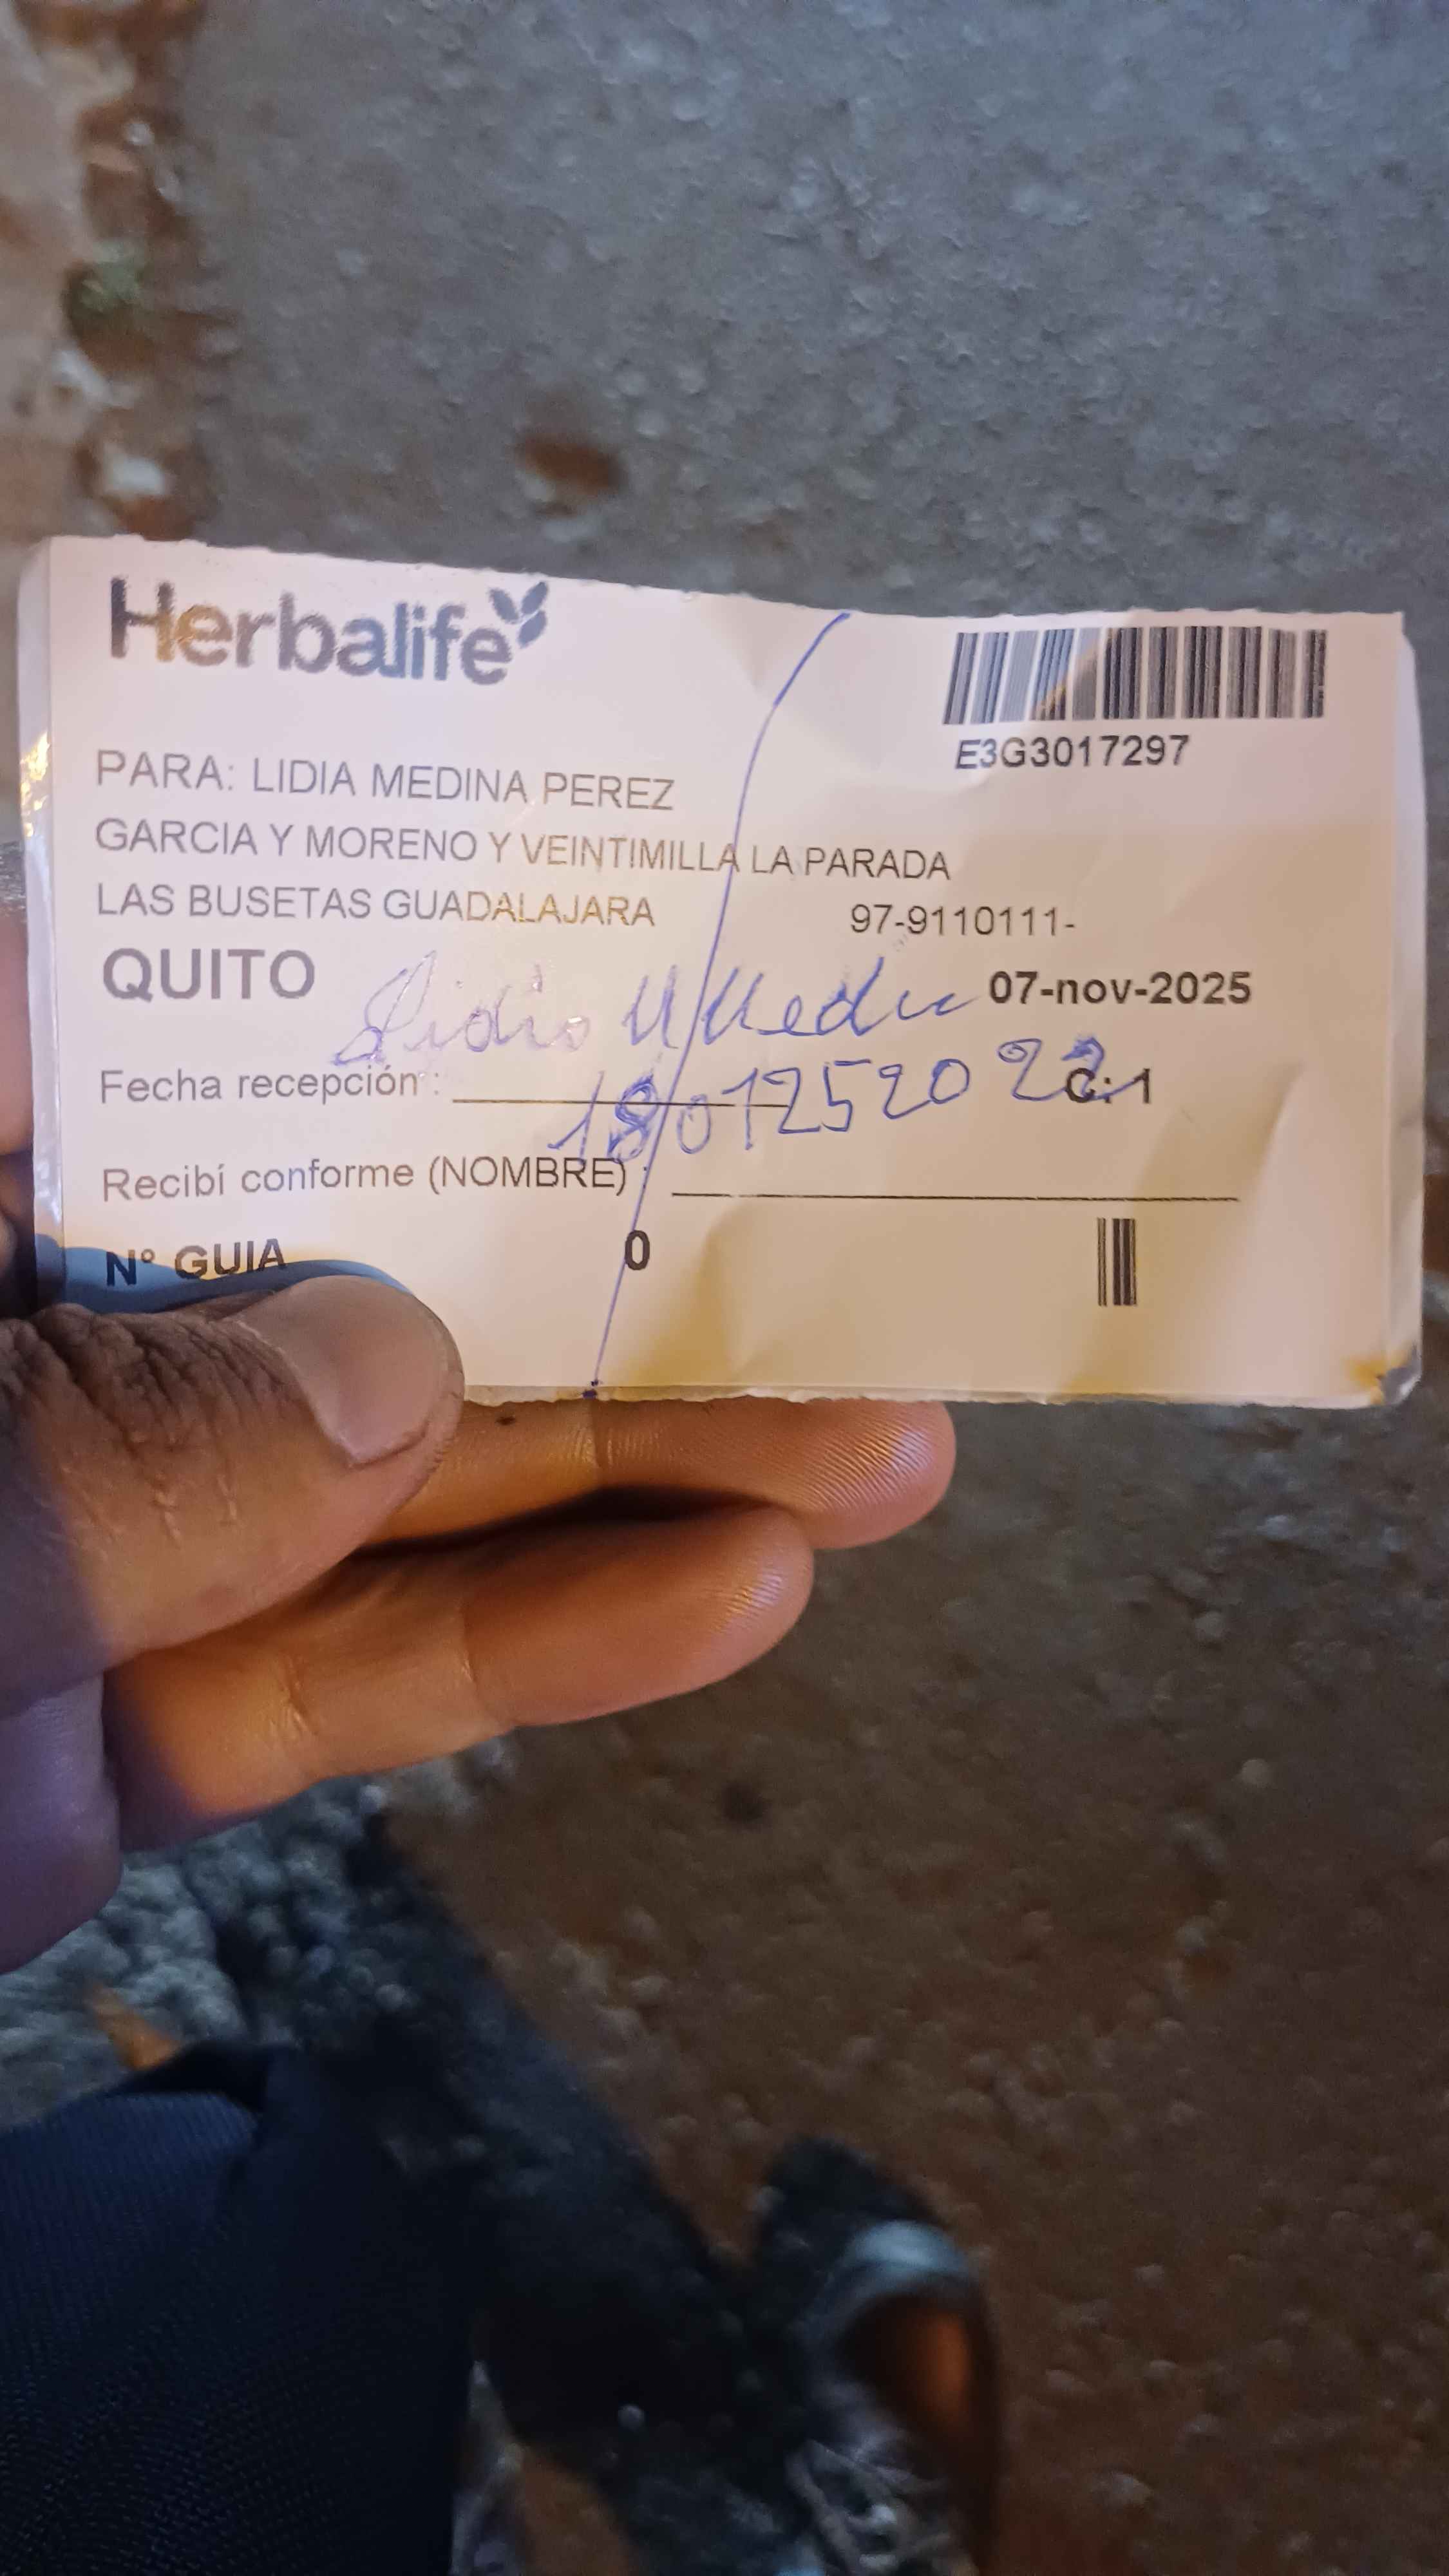 Herbalife
E3G3017297
PARA: LIDIA MEDINA PEREZ
GARCIA Y MORENO Y VEINTIMILLA LA PARADA
LAS BUSETAS GUADALAJARA 97-9110111-
QUITO 07-nov-2025
Lidia M
Fecha recepción : C: 1
Recibí conforme (NOMBRE) :
N° GUIA 0